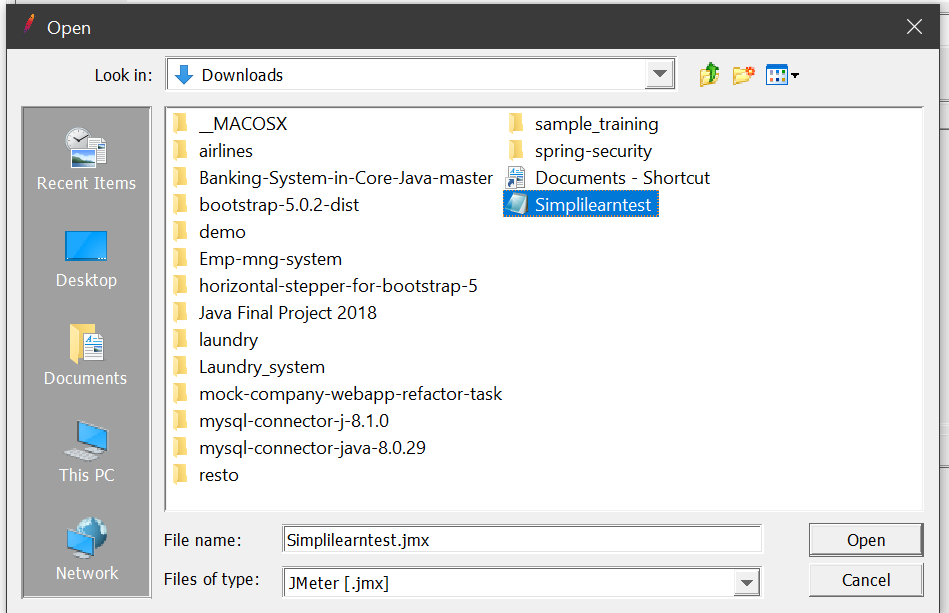 Open
Look in:
Downloads
Recent Items
Desktop
Documents
This PC
Network
__MACOSX
airlines
Banking-System-in-Core-Java-master
bootstrap-5.0.2-dist
demo
Emp-mng-system
horizontal-stepper-for-bootstrap-5
Java Final Project 2018
laundry
Laundry_system
mock-company-webapp-refactor-task
mysql-connector-j-8.1.0
mysql-connector-java-8.0.29
resto
sample_training
spring-security
Documents - Shortcut
Simplilearntest
File name:
Simplilearntest.jmx
Open
Files of type:
JMeter [.jmx]
Cancel